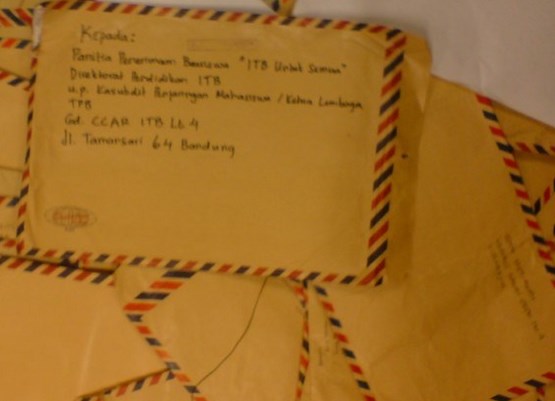 Kepada:
Panitia Penerimaan Beasiswa "ITB Untuk Semua"
Direktorat Pendidikan ITB
u.p. Kasubdit Penjaringan Mahasiswa / Ketua Lembaga
TPB
Gd. CCAR ITB Lt. 4
Jl. Tamansari 64 Bandung